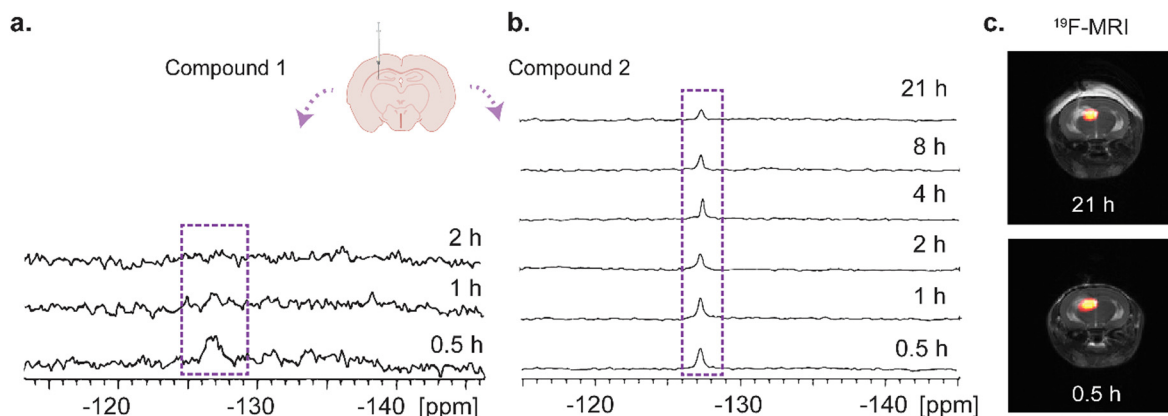 a.
Compound 1
2 h
1 h
0.5 h
-120 -130 -140 [ppm]
b.
Compound 2
21 h
8 h
4 h
2 h
1 h
0.5 h
-120 -130 -140 [ppm]
c.
¹⁹F-MRI
21 h
0.5 h